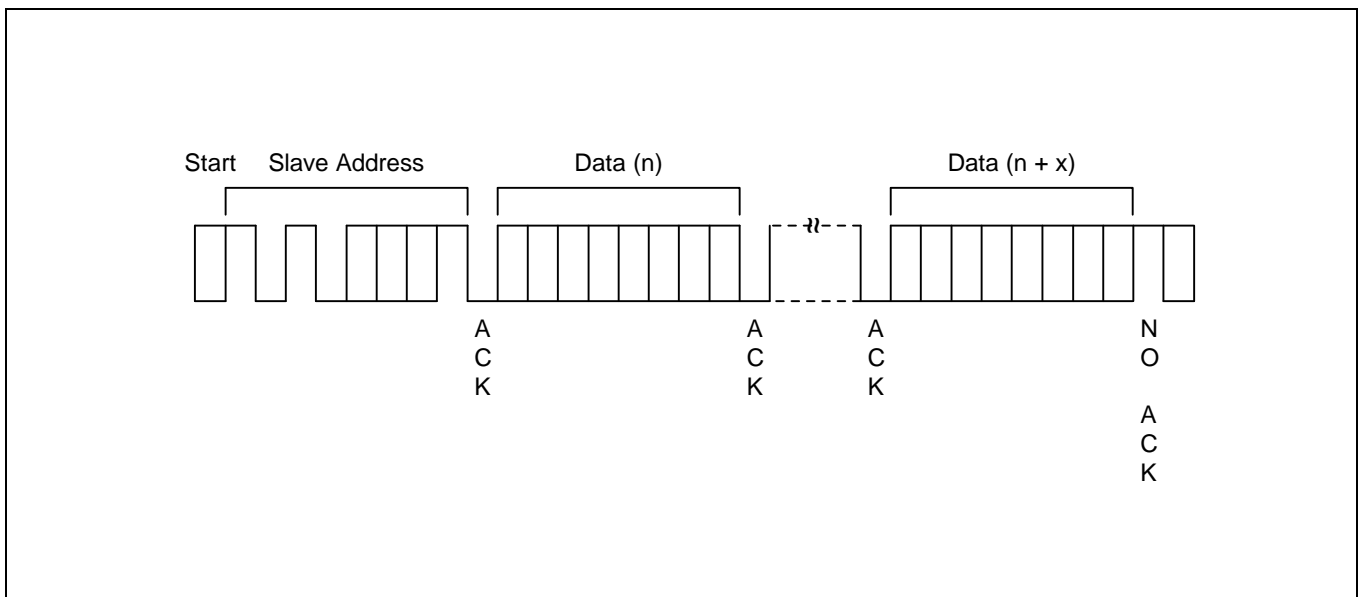 Start Slave Address Data (n) Data (n + x)
A A A N
C C C O
K K K
A
C
K